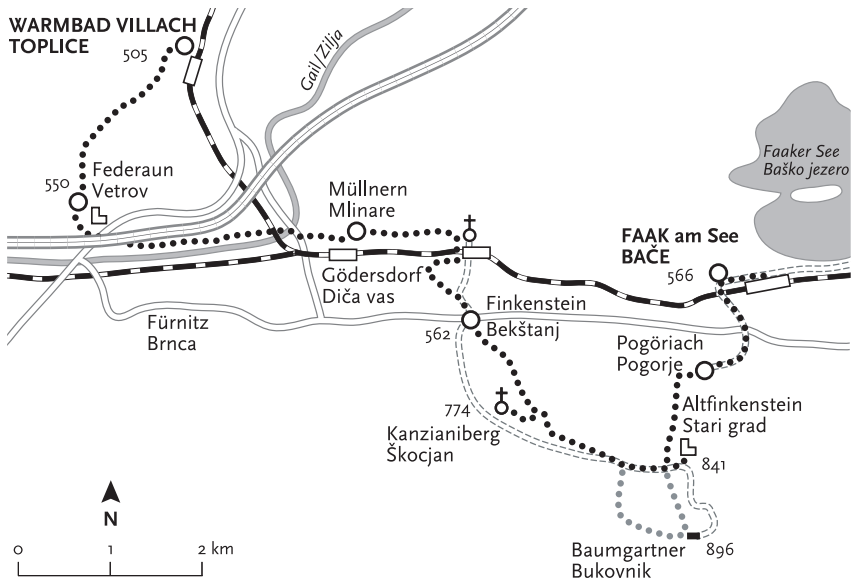 WARMBAD VILLACH
TOPLICE
505
Gail/Zilja
Federaun
Vetrov
550
Müllnern
Mlinare
Faaker See
Baško jezero
FAAK am See
BAČE
566
Gödersdorf
Diča vas
Fürnitz
Brnca
Finkenstein
Bekštanj
562
Pogöriach
Pogorje
774
Kanzianiberg
Škocjan
Altfinkenstein
Stari grad
841
N
0 1 2 km
Baumgartner
Bukovnik
896